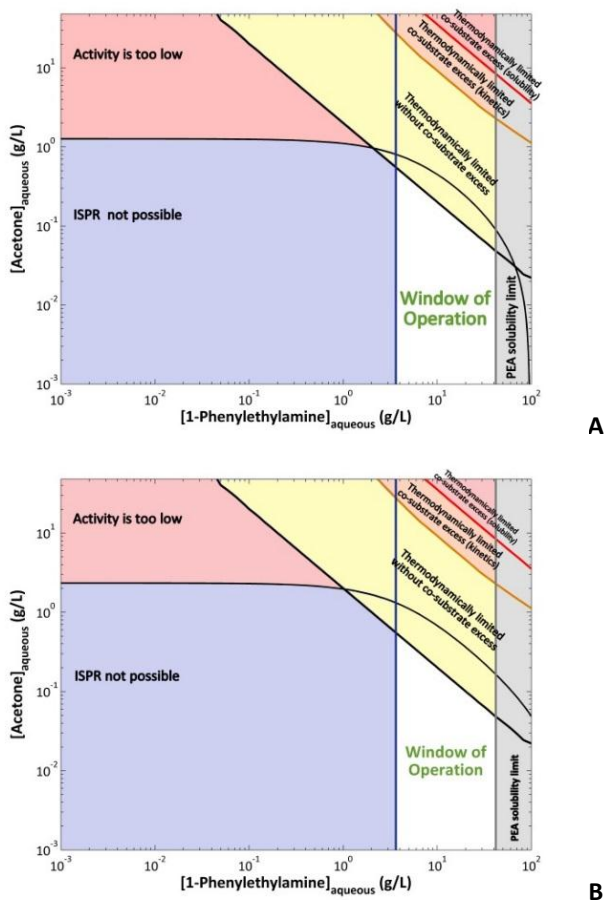 [Acetone]aqueous (g/L)
10¹
10⁰
10⁻¹
10⁻²
10⁻³
Activity is too low
ISPR not possible
Thermodynamically limited
co-substrate excess (solubility)
Thermodynamically limited
co-substrate excess (kinetics)
Thermodynamically limited
without co-substrate excess
Window of
Operation
PEA solubility limit
10⁻³
10⁻²
10⁻¹
10⁰
10¹
10²
[1-Phenylethylamine]aqueous (g/L)
A
[Acetone]aqueous (g/L)
10¹
10⁰
10⁻¹
10⁻²
10⁻³
Activity is too low
ISPR not possible
Thermodynamically limited
co-substrate excess (solubility)
Thermodynamically limited
co-substrate excess (kinetics)
Thermodynamically limited
without co-substrate excess
Window of
Operation
PEA solubility limit
10⁻³
10⁻²
10⁻¹
10⁰
10¹
10²
[1-Phenylethylamine]aqueous (g/L)
B